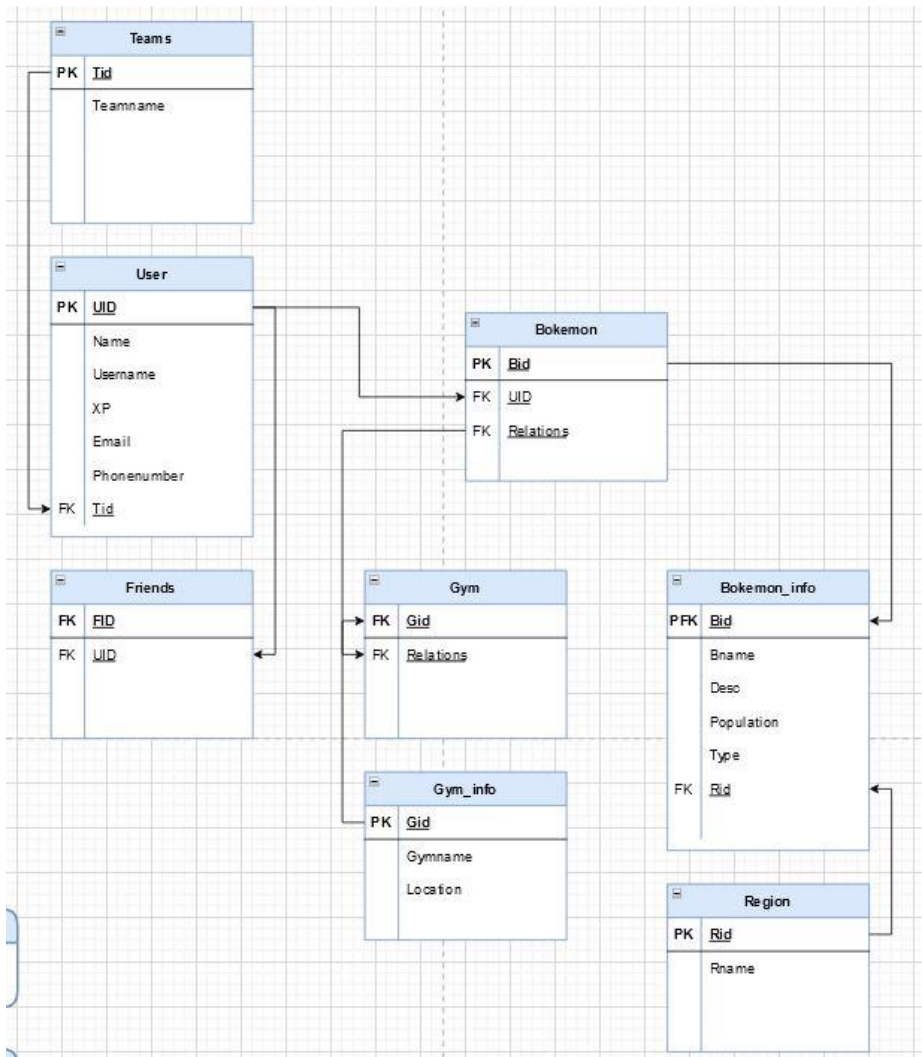 Teams
PK Tid
Teamname
User
PK UID
Name
Username
XP
Email
Phonenumber
FK Tid
Friends
FK FID
FK UID
Bokemon
PK Bid
FK UID
FK Relations
Gym
FK Gid
FK Relations
Gym_info
PK Gid
Gymname
Location
Bokemon_info
PFK Bid
Bname
Desc
Population
Type
FK Rid
Region
PK Rid
Rname